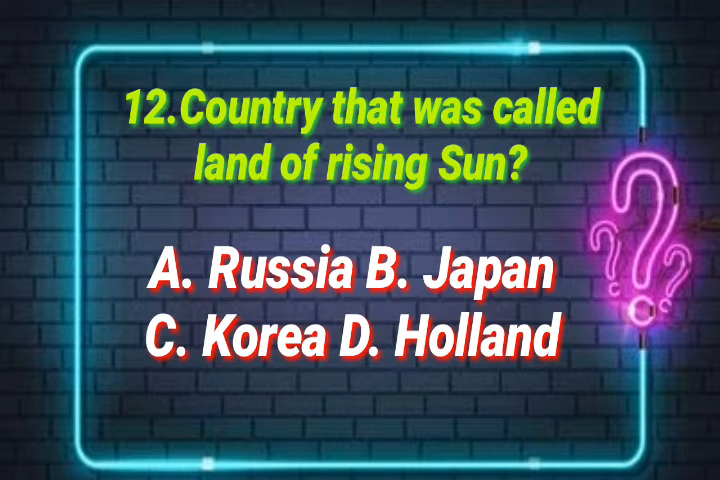 12.Country that was called
land of rising Sun?
A. Russia B. Japan
C. Korea D. Holland